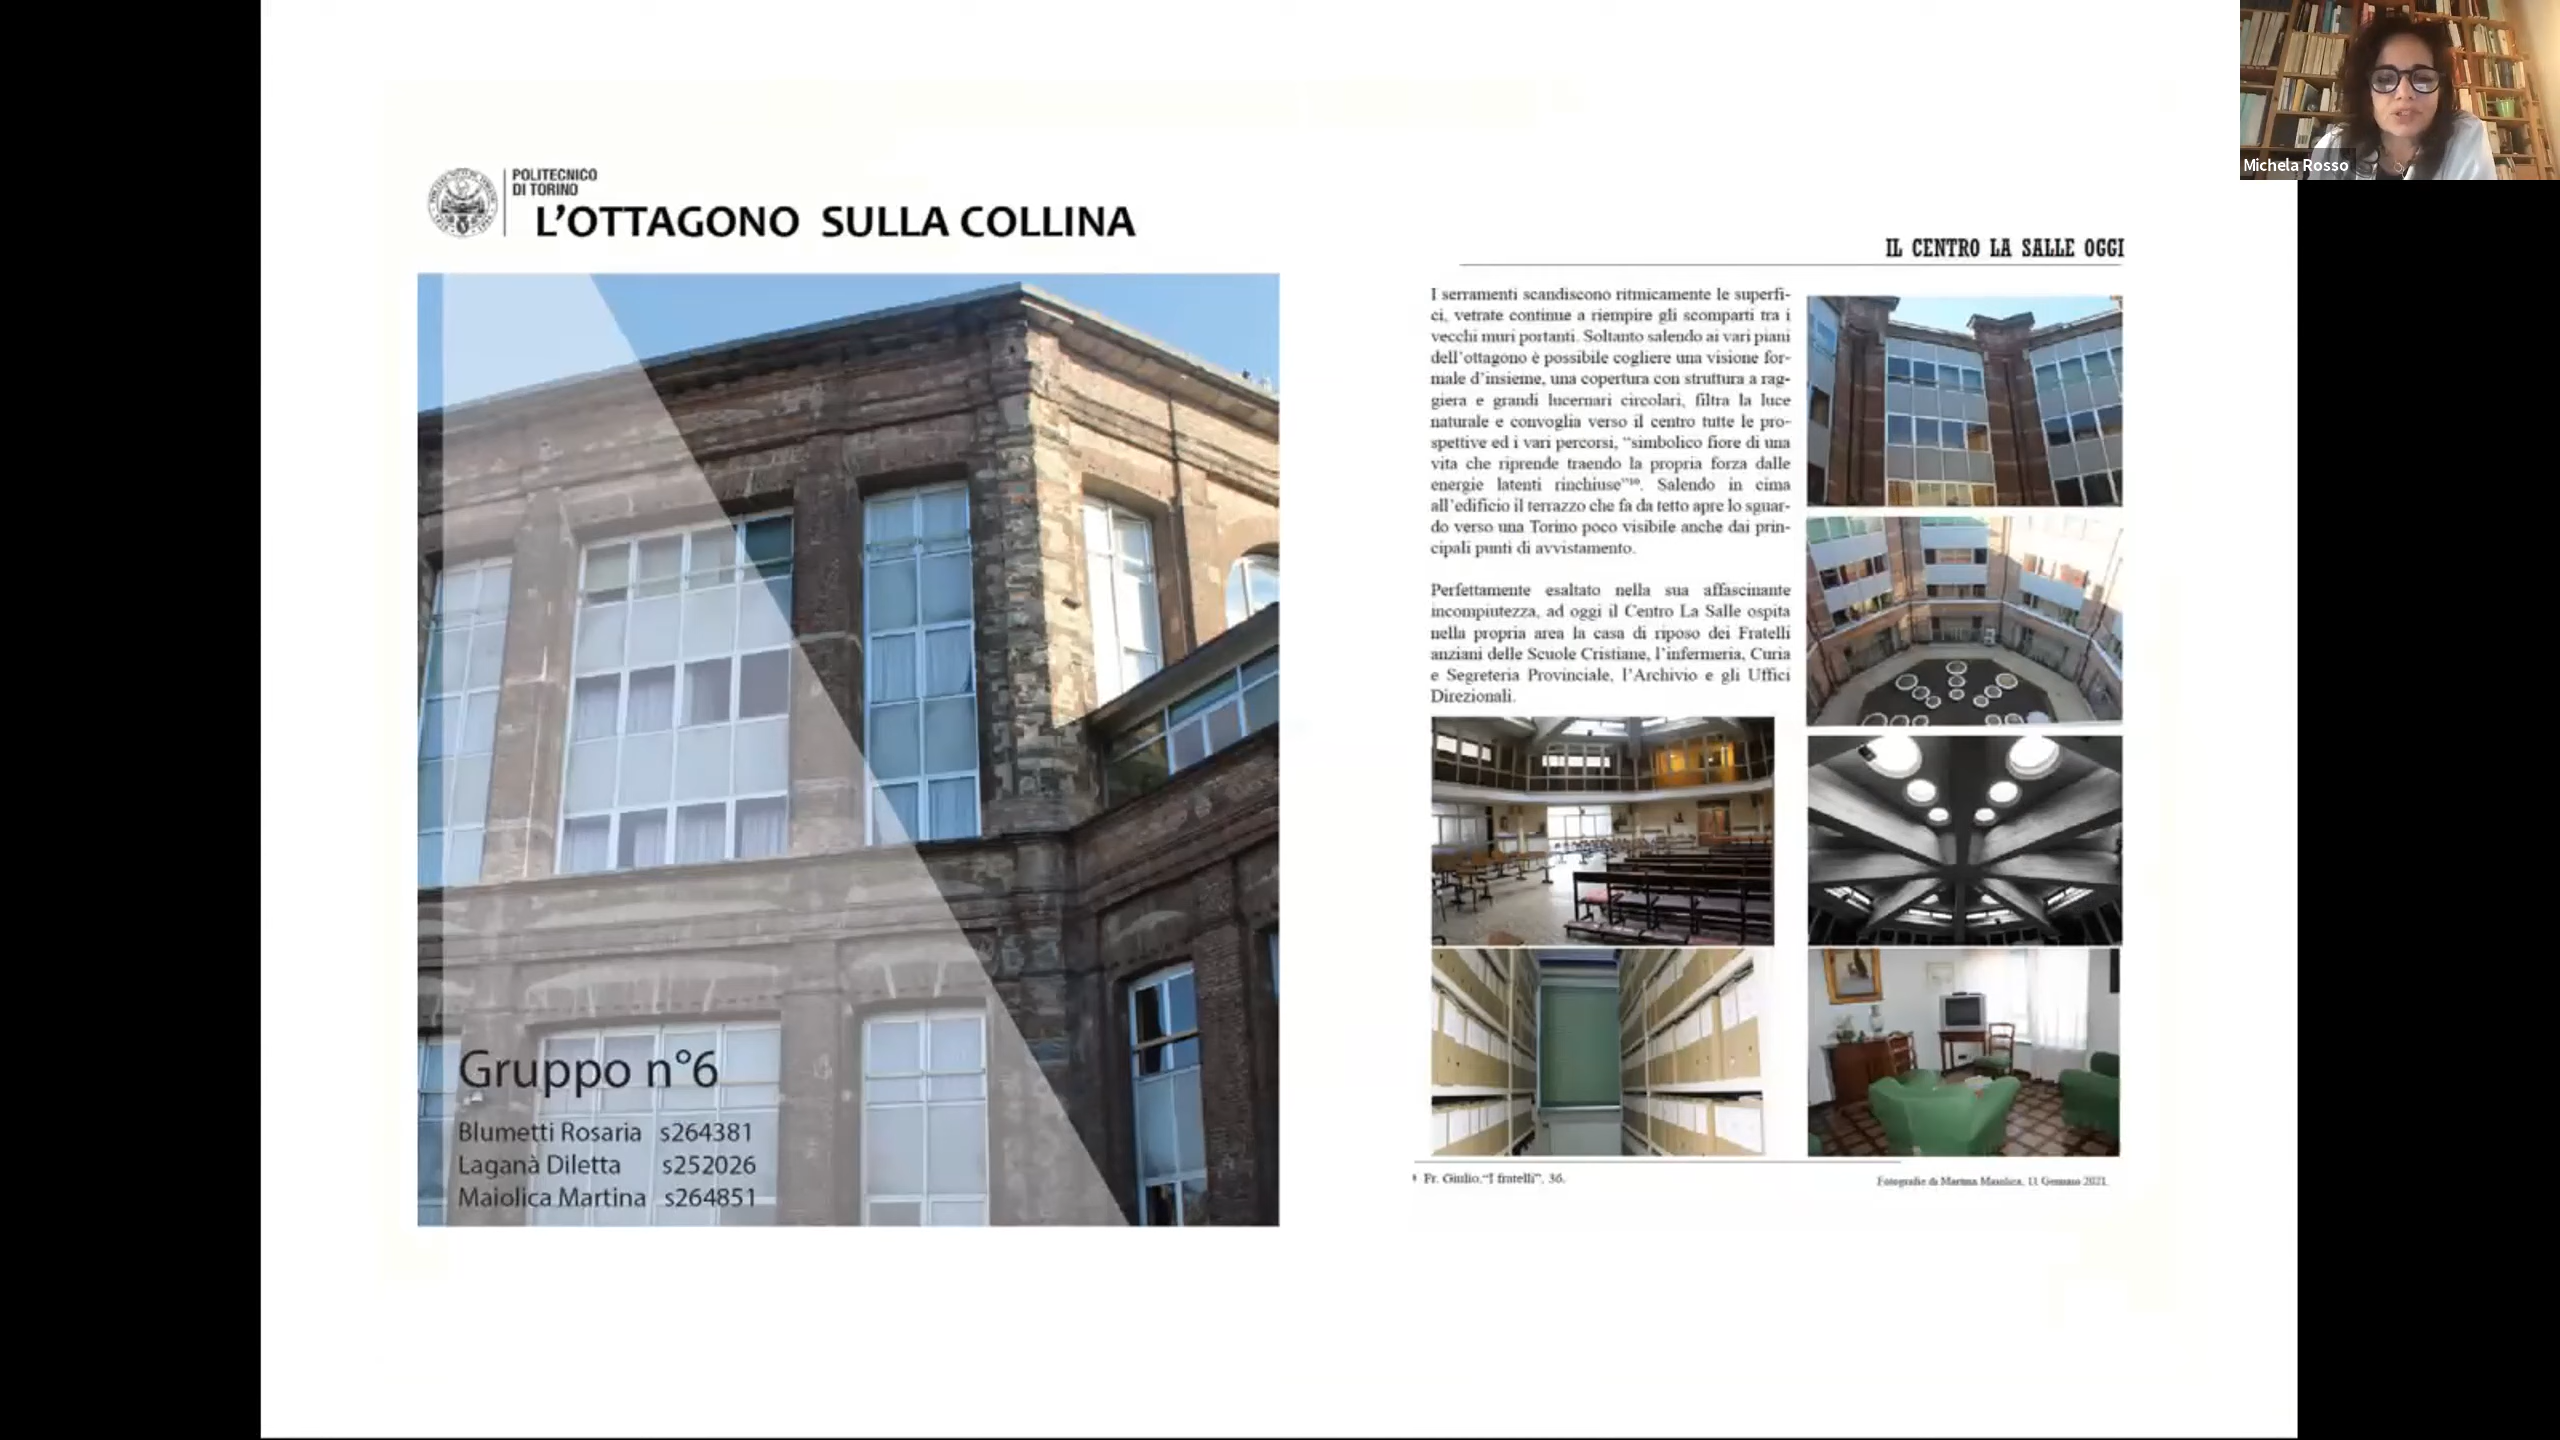 POLITECNICO
DI TORINO
L'OTTAGONO SULLA COLLINA
Gruppo n°6
Blumetti Rosaria s264381
Laganà Diletta s252026
Maiolica Martina s264851
IL CENTRO LA SALLE OGGI
I serramenti scandiscono ritmicamente le superfi-
ci, vetrate continue a riempire gli scomparti tra i
vecchi muri portanti. Soltanto salendo ai vari piani
dell'ottagono è possibile cogliere una visione for-
male d'insieme, una copertura con struttura a rag-
giera e grandi lucernari circolari, filtra la luce
naturale e convoglia verso il centro tutte le pro-
spettive ed i vari percorsi, "simbolico fiore di una
vita che riprende traendo la propria forza dalle
energie latenti rinchiuse"¹⁰. Salendo in cima
all'edificio il terrazzo che fa da tetto apre lo sguar-
do verso una Torino poco visibile anche dai prin-
cipali punti di avvistamento.
Perfettamente esaltato nella sua affascinante
incompiutezza, ad oggi il Centro La Salle ospita
nella propria area la casa di riposo dei Fratelli
anziani delle Scuole Cristiane, l'infermeria, Curia
e Segreteria Provinciale, l'Archivio e gli Uffici
Direzionali.
Fr. Giulio,"I fratelli", 36.
Fotografie di Martina Maiolica, 11 Gennaio 2021.
Michela Rosso